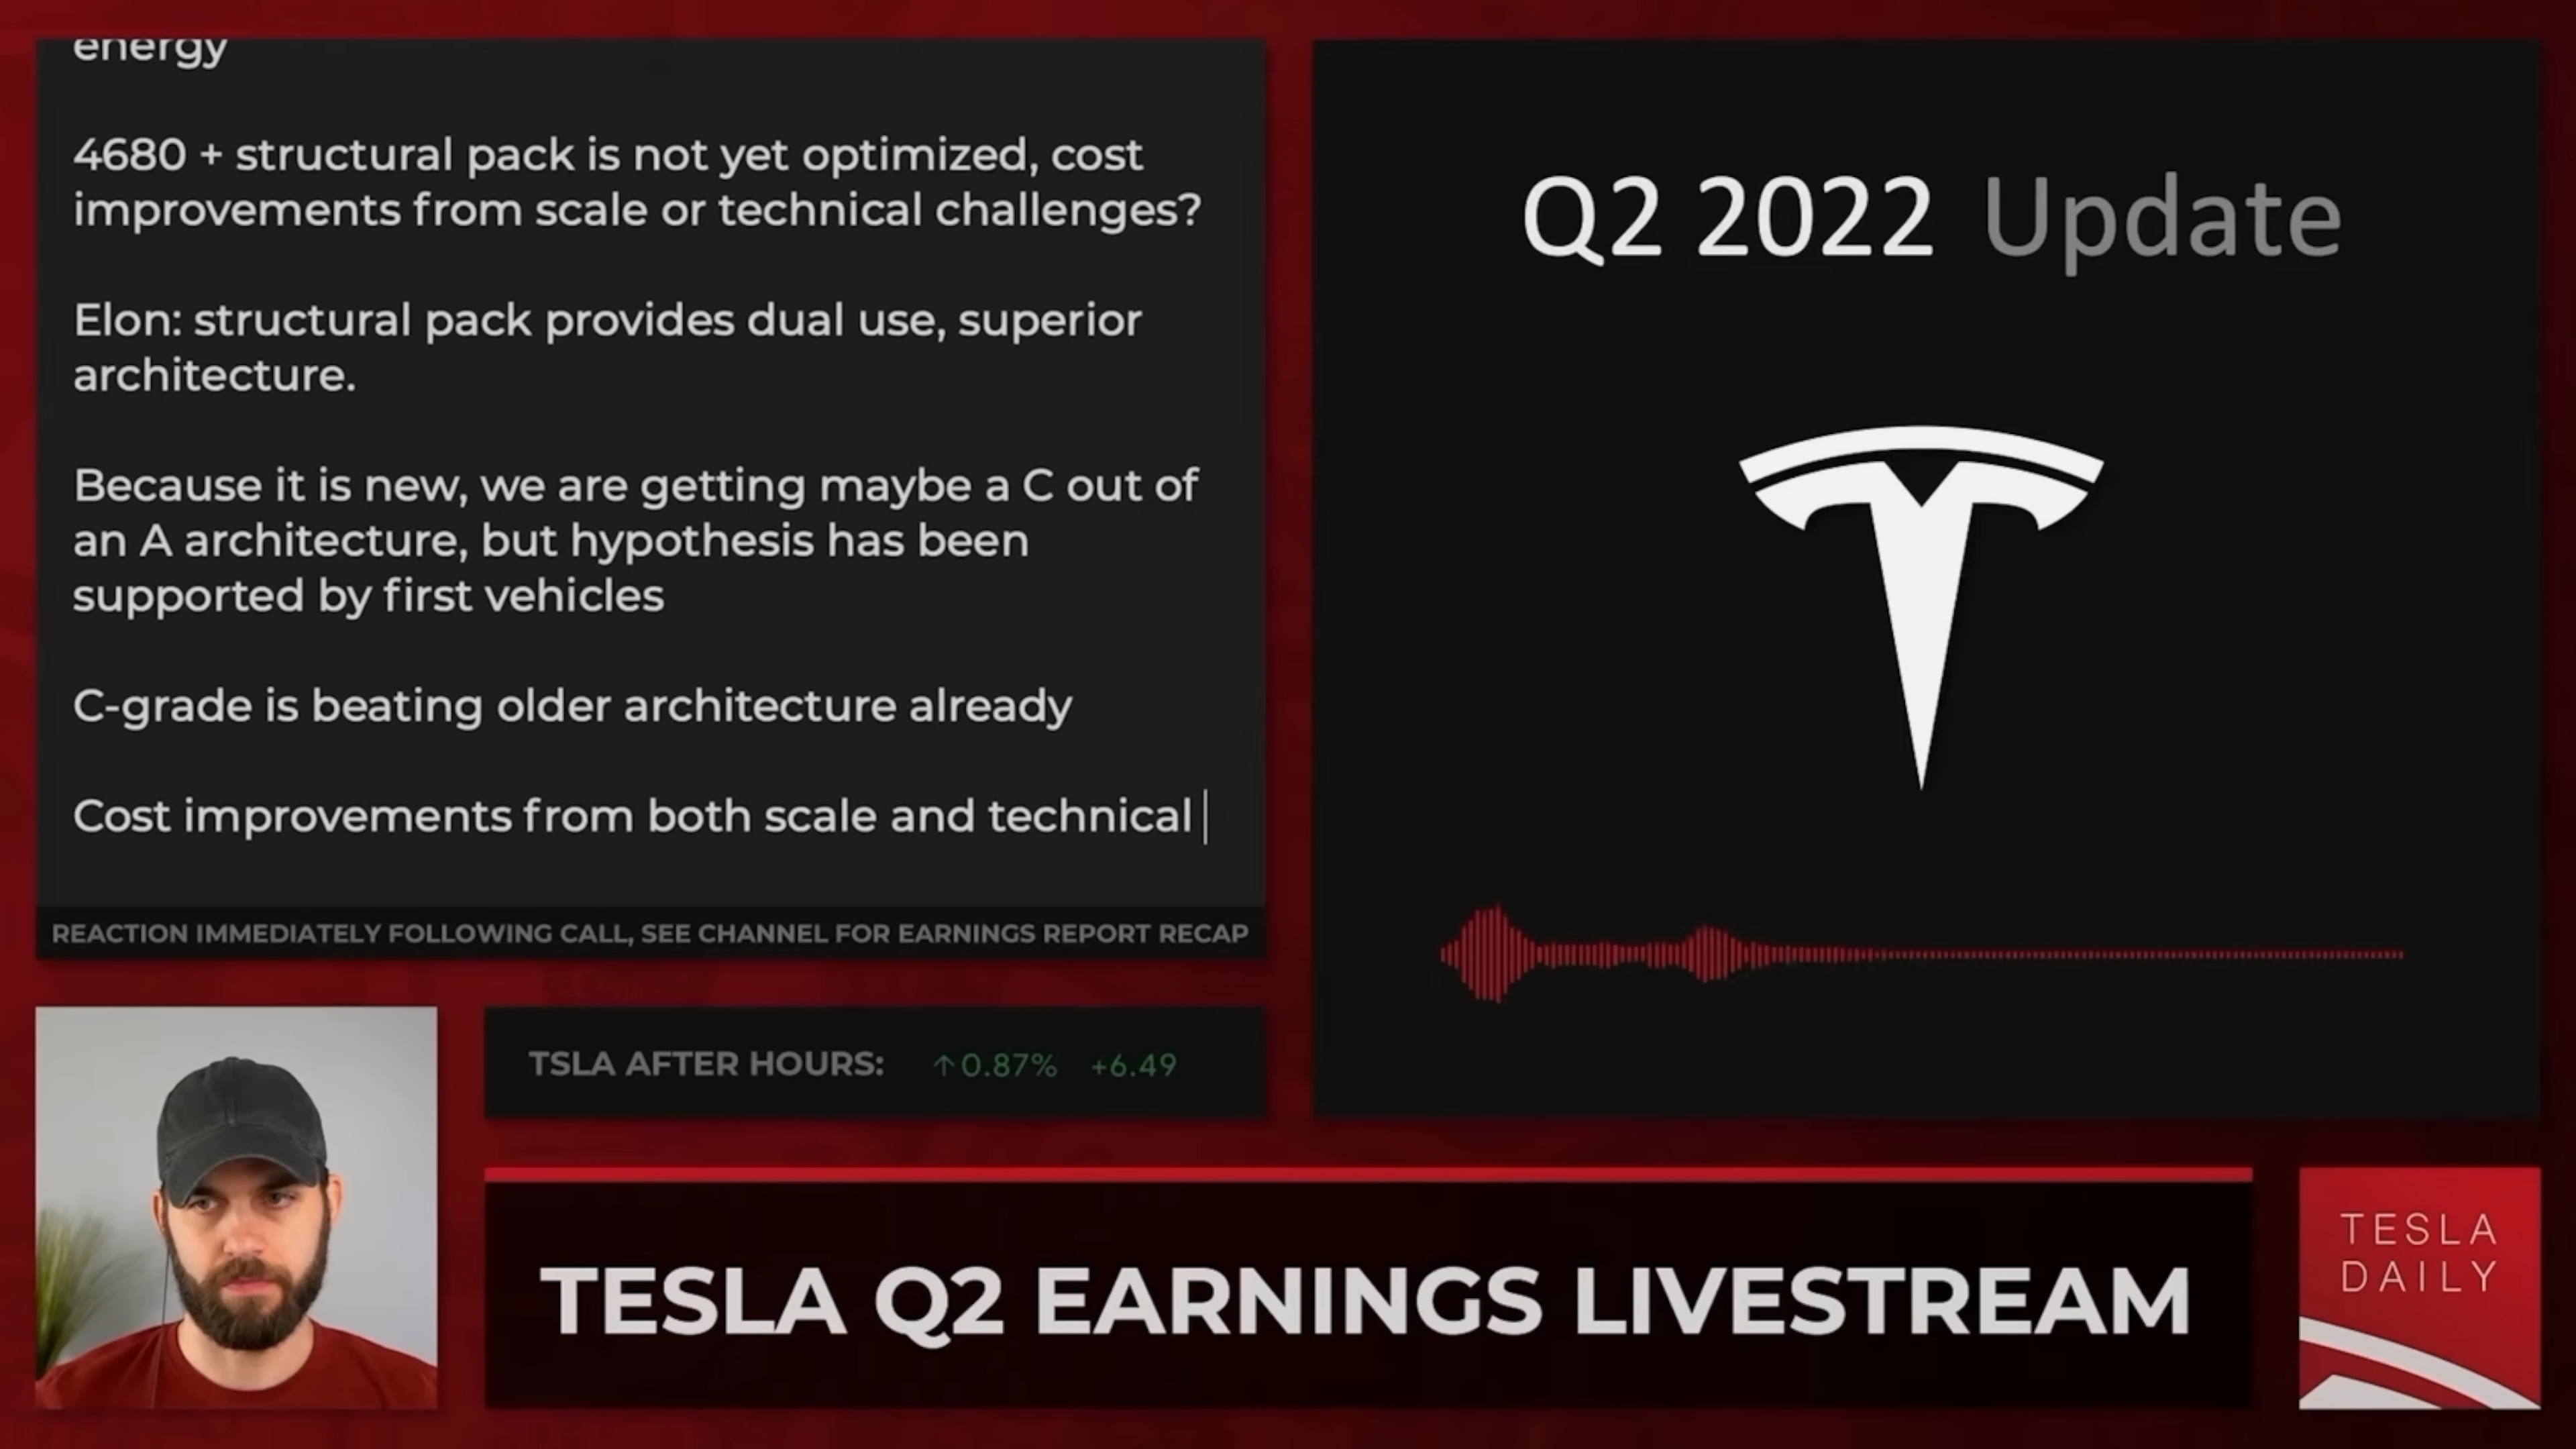 energy
4680 + structural pack is not yet optimized, cost
improvements from scale or technical challenges?
Elon: structural pack provides dual use, superior
architecture.
Because it is new, we are getting maybe a C out of
an A architecture, but hypothesis has been
supported by first vehicles
C-grade is beating older architecture already
Cost improvements from both scale and technical
REACTION IMMEDIATELY FOLLOWING CALL, SEE CHANNEL FOR EARNINGS REPORT RECAP
Q2 2022 Update
TSLA AFTER HOURS: ↑0.87% +6.49
TESLA Q2 EARNINGS LIVESTREAM
TESLA
DAILY